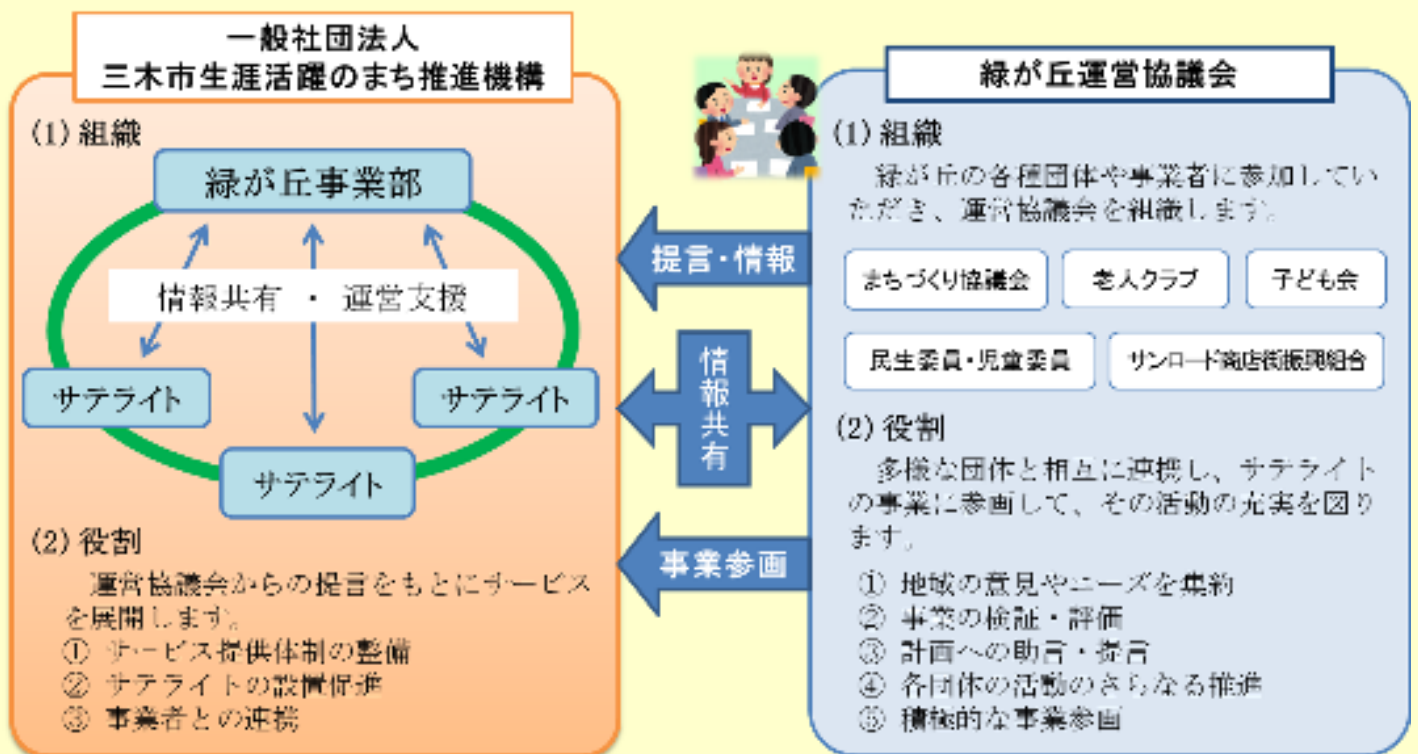 一般社団法人
三木市生涯活躍のまち推進機構
(1) 組織
緑が丘事業部
情報共有 ・ 運営支援
サテライト
サテライト
サテライト
(2) 役割
運営協議会からの提言をもとにサービス
を展開します。
① サービス提供体制の整備
② サテライトの設置促進
③ 事業者との連携
提言・情報
情報共有
事業参画
緑が丘運営協議会
(1) 組織
緑が丘の各種団体や事業者に参加してい
ただき、運営協議会を組織します。
まちづくり協議会
老人クラブ
子ども会
民生委員・児童委員
サンロード商店街振興組合
(2) 役割
多様な団体と相互に連携し、サテライト
の事業に参画して、その活動の充実を図り
ます。
① 地域の意見やニーズを集約
② 事業の検証・評価
③ 計画への助言・提言
④ 各団体の活動のさらなる推進
⑤ 積極的な事業参画